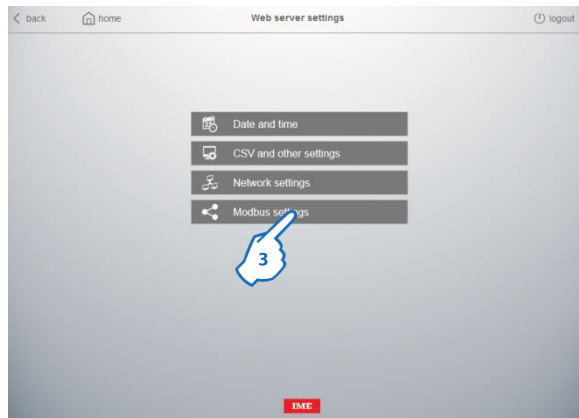 back home Web server settings logout
Date and time
CSV and other settings
Network settings
Modbus settings
3
IME